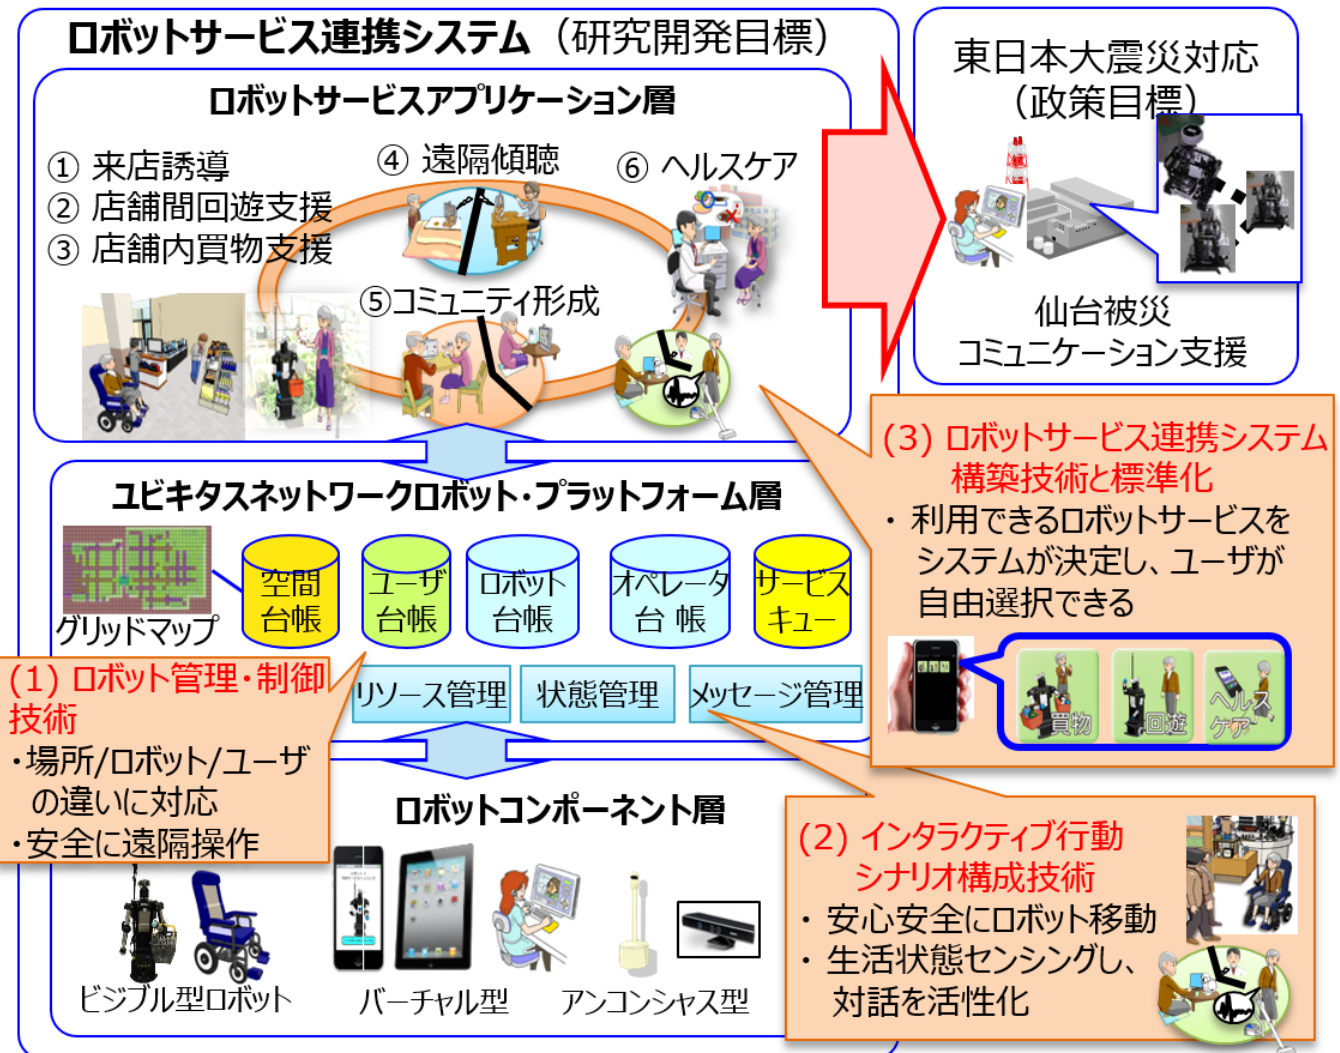 ロボットサービス連携システム（研究開発目標）
ロボットサービスアプリケーション層
① 来店誘導
② 店舗間回遊支援
③ 店舗内買物支援
④ 遠隔傾聴
⑤コミュニティ形成
⑥ ヘルスケア
東日本大震災対応
（政策目標）
仙台被災
コミュニケーション支援
ユビキタスネットワークロボット・プラットフォーム層
グリッドマップ
空間
台帳
ユーザ
台帳
ロボット
台帳
オペレータ
台 帳
サービス
キュー
リソース管理
状態管理
メッセージ管理
(1) ロボット管理・制御
技術
・場所/ロボット/ユーザ
の違いに対応
・安全に遠隔操作
(3) ロボットサービス連携システム
構築技術と標準化
・ 利用できるロボットサービスを
システムが決定し、ユーザが
自由選択できる
買物
回遊
ヘルス
ケア
ロボットコンポーネント層
ビジブル型ロボット
バーチャル型
アンコンシャス型
(2) インタラクティブ行動
シナリオ構成技術
・ 安心安全にロボット移動
・ 生活状態センシングし、
対話を活性化